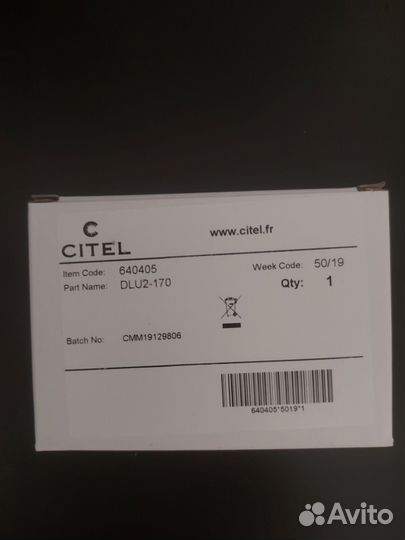 C
CITEL
www.citel.fr
Item Code: 640405
Week Code: 50/19
Part Name: DLU2-170
Qty: 1
Batch No: CMM19129806
640405*5019*1
Avito